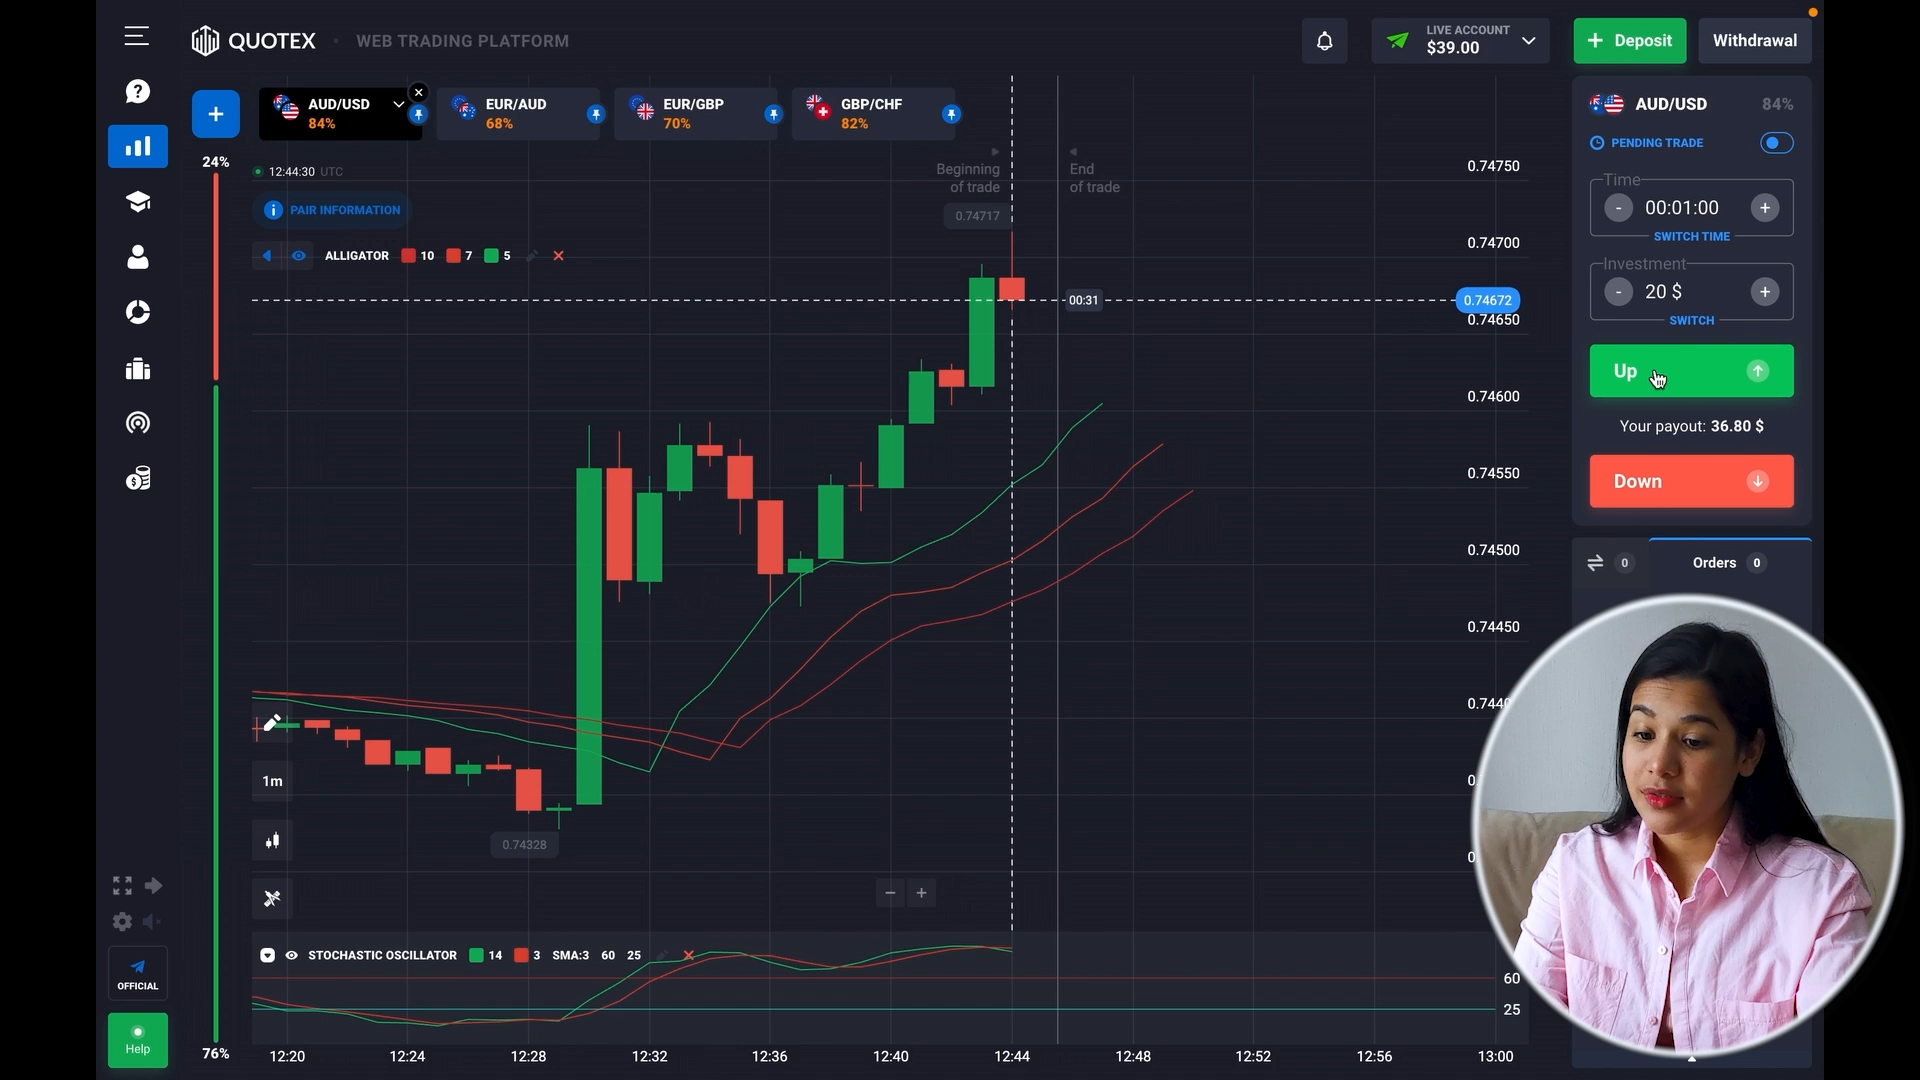 QUOTEX
WEB TRADING PLATFORM
LIVE ACCOUNT
$39.00
+ Deposit
Withdrawal
+
AUD/USD
84%
EUR/AUD
68%
EUR/GBP
70%
GBP/CHF
82%
AUD/USD 84%
PENDING TRADE
Time
- 00:01:00 +
SWITCH TIME
Investment
- 20 $ +
SWITCH
Up
Your payout: 36.80 $
Down
0
Orders 0
24%
12:44:30 UTC
PAIR INFORMATION
ALLIGATOR 10 7 5
Beginning
of trade
End
of trade
0.74717
00:31
0.74672
0.74750
0.74700
0.74650
0.74600
0.74550
0.74500
0.74450
0.7440
0.
0.
1m
0.74328
- +
STOCHASTIC OSCILLATOR 14 3 SMA:3 60 25
60
25
OFFICIAL
Help
76%
12:20 12:24 12:28 12:32 12:36 12:40 12:44 12:48 12:52 12:56 13:00